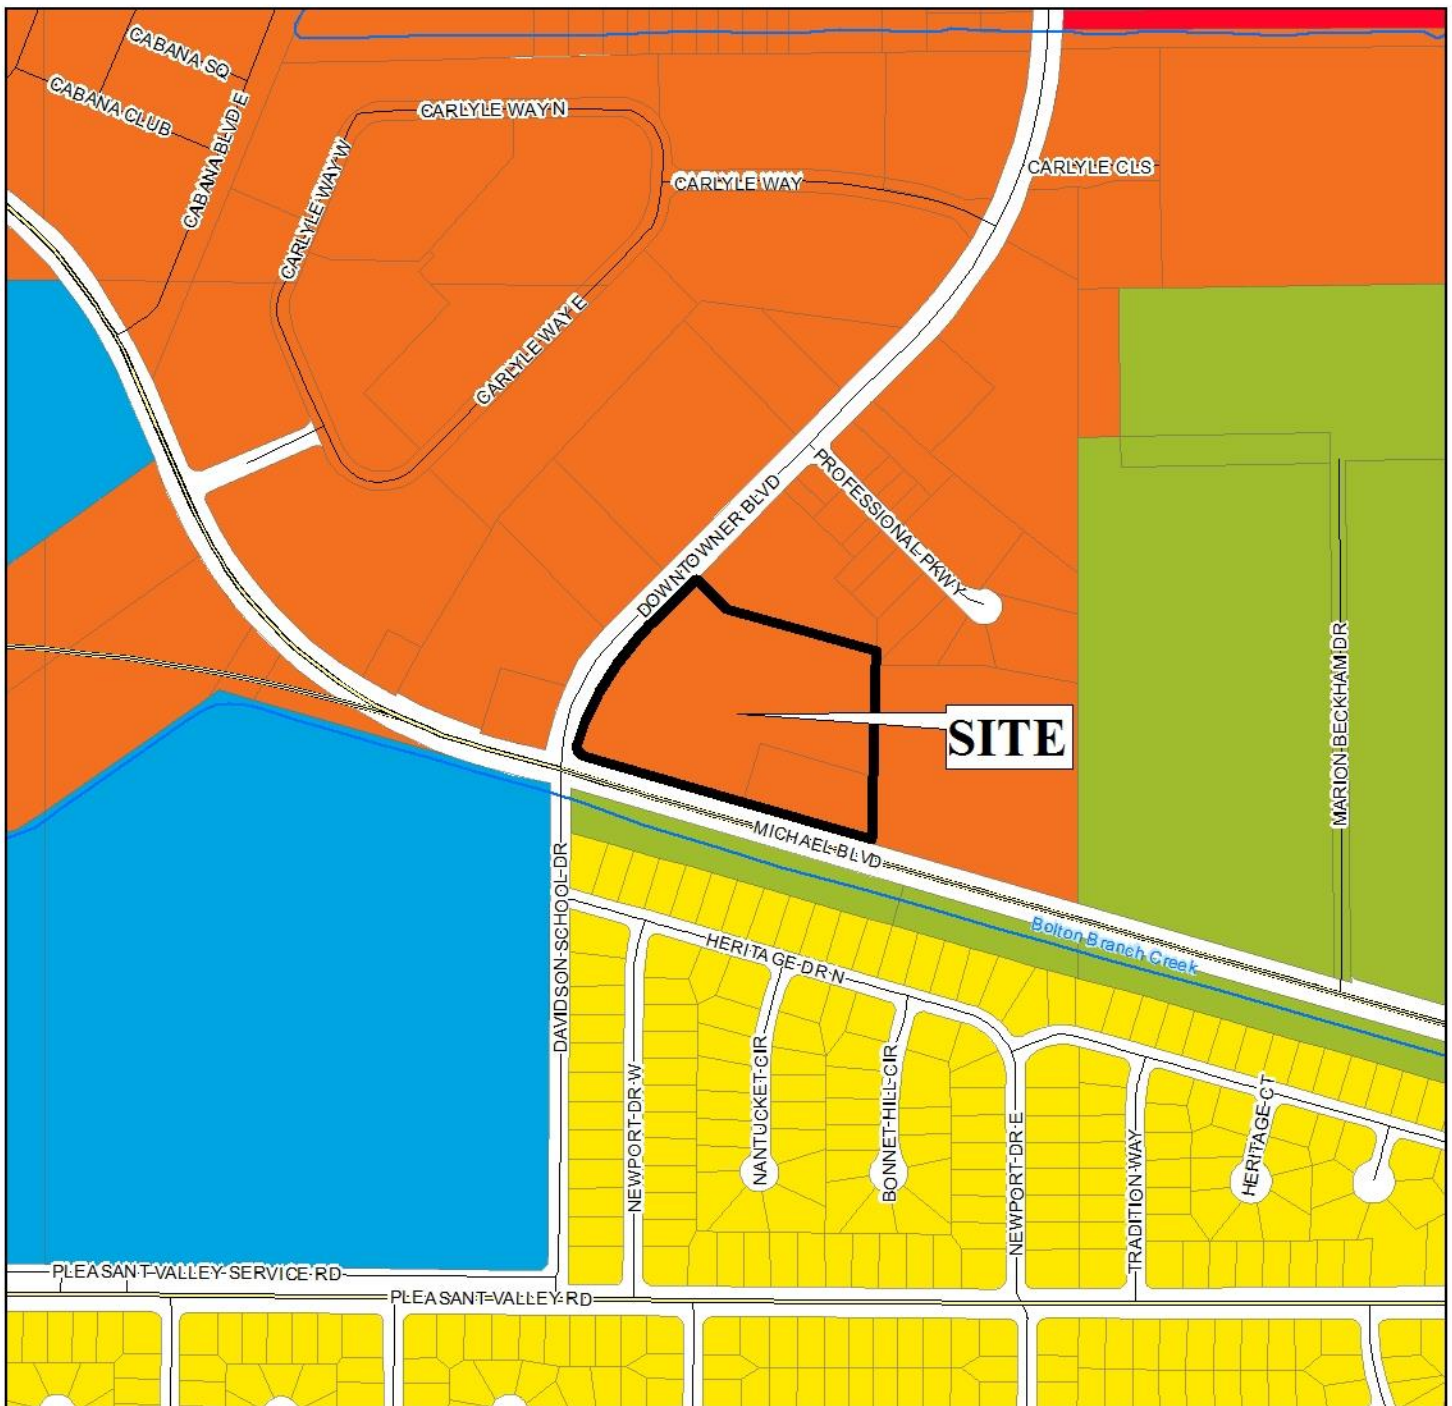 CABANA SQ
CABANA CLUB
CABANA BLVD E
CARLYLE WAY N
CARLYLE WAY W
CARLYLE WAY
CARLYLE CLS
CARLYLE WAY E
DOWNTOWNER BLVD
PROFESSIONAL PKWY
SITE
MARION BECKHAM DR
MICHAEL BLVD
DAVIDSON SCHOOL DR
Bolton Branch Creek
HERITAGE DR N
NEWPORT DR W
NANTUCKET CIR
BONNET HILL CIR
NEWPORT DR E
TRADITION WAY
HERITAGE CT
PLEASANT VALLEY SERVICE RD
PLEASANT VALLEY RD